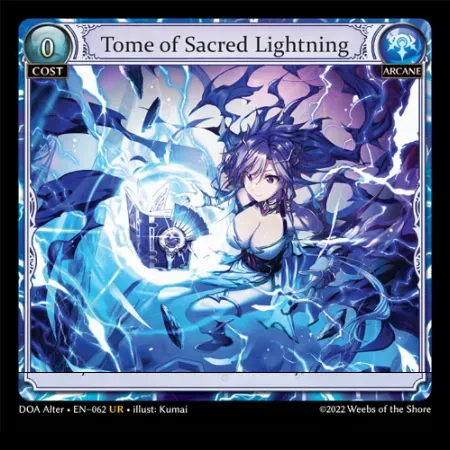 0
Tome of Sacred Lightning
COST
ARCANE
DOA Alter • EN-062 UR • illust: Kumai
©2022 Weebs of the Shore